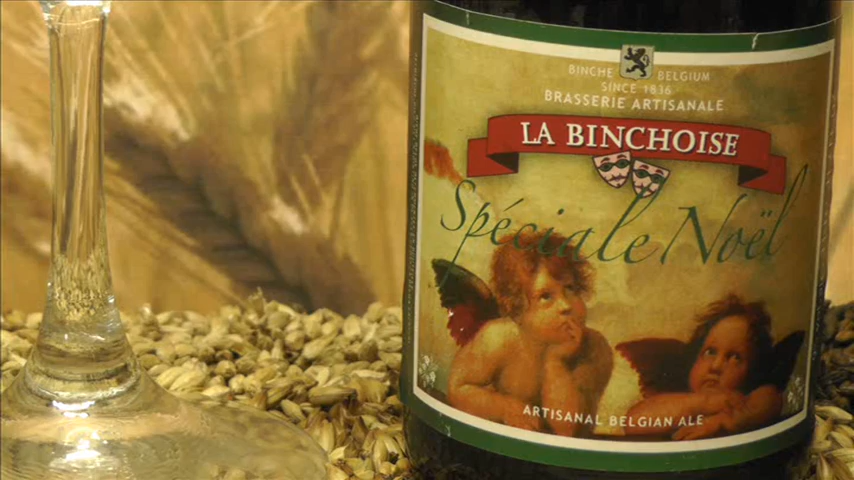 BINCHE BELGIUM
SINCE 1836
BRASSERIE ARTISANALE
LA BINCHOISE
Spéciale Noël
ARTISANAL BELGIAN ALE